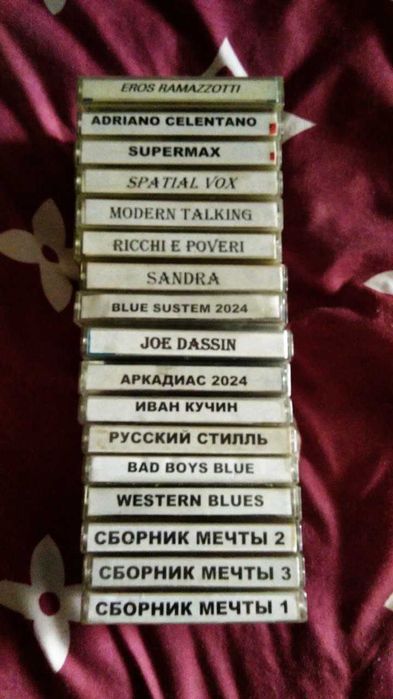 EROS RAMAZZOTTI
ADRIANO CELENTANO
SUPERMAX
SPATIAL VOX
MODERN TALKING
RICCHI E POVERI
SANDRA
BLUE SUSTEM 2024
JOE DASSIN
АРКАДИАС 2024
ИВАН КУЧИН
РУССКИЙ СТИЛЛЬ
BAD BOYS BLUE
WESTERN BLUES
СБОРНИК МЕЧТЫ 2
СБОРНИК МЕЧТЫ 3
СБОРНИК МЕЧТЫ 1